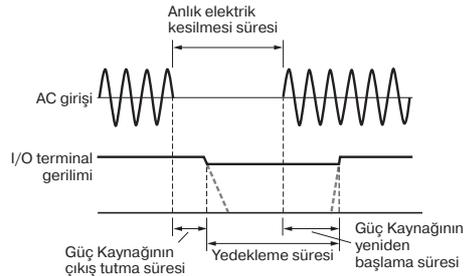 Anlık elektrik
kesilmesi süresi
AC girişi
I/O terminal
gerilimi
Güç Kaynağının
çıkış tutma süresi
Yedekleme süresi
Güç Kaynağının
yeniden
başlama süresi